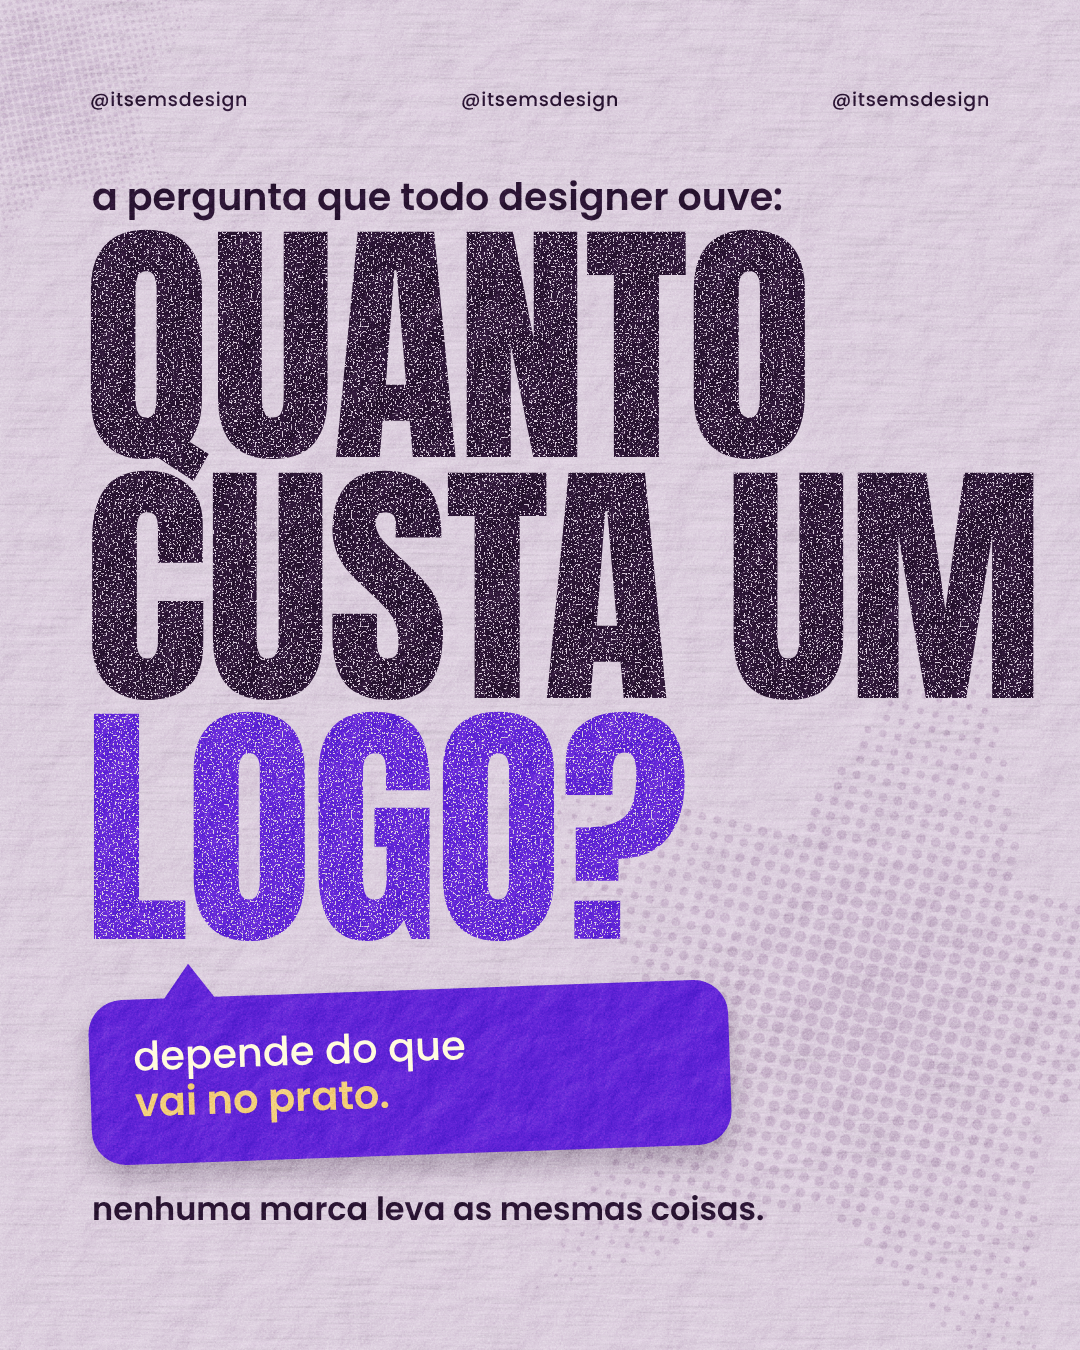 @itsemsdesign @itsemsdesign @itsemsdesign
a pergunta que todo designer ouve:
QUANTO
CUSTA UM
LOGO?
depende do que
vai no prato.
nenhuma marca leva as mesmas coisas.